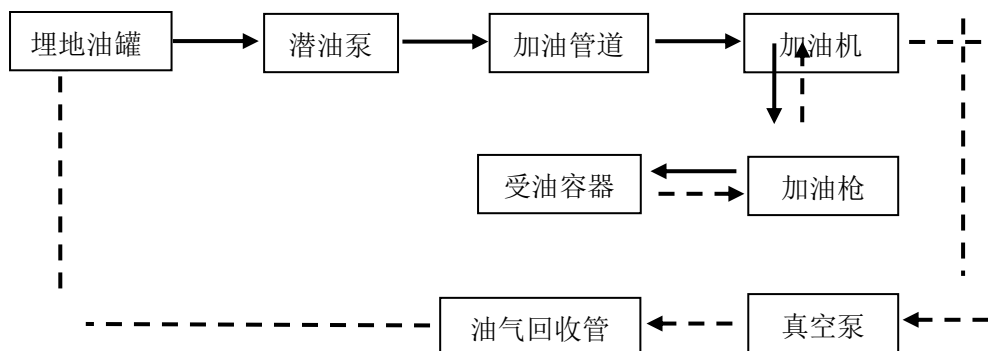 埋地油罐
潜油泵
加油管道
加油机
受油容器
加油枪
油气回收管
真空泵